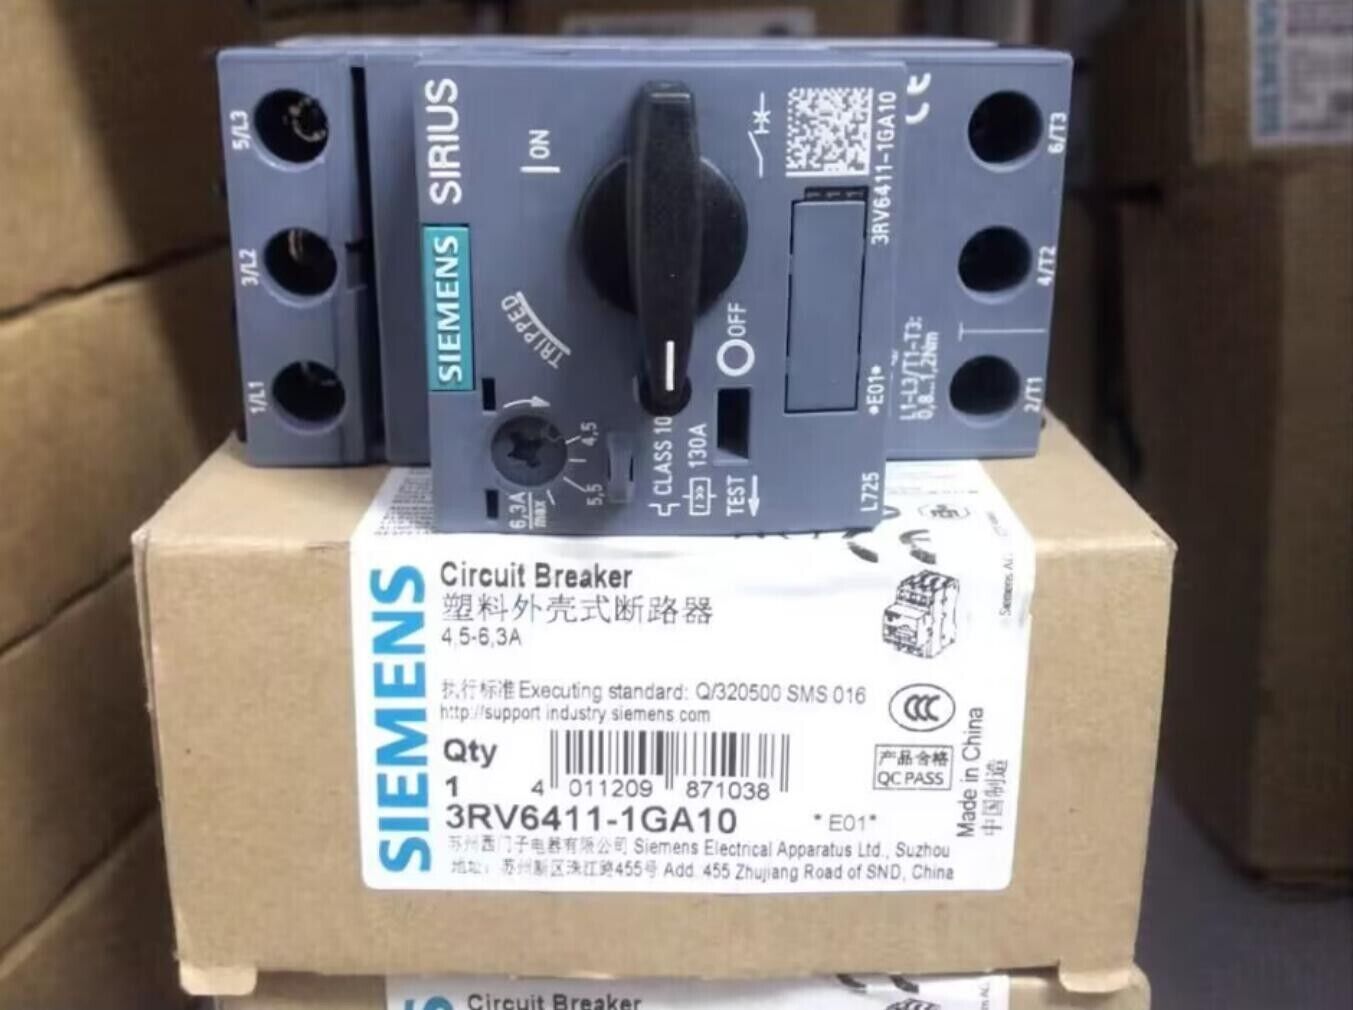 5/L3
3/L2
1/L1
SIEMENS
SIRIUS
ON
TRIPPED
OFF
4,5
5,5
6,3A
max
CLASS 10
130A
TEST
3RV6411-1GA10
*E01*
L725
CE
6/T3
4/T2
2/T1
L1-L3/T1-T3:
0,8...1,2Nm
SIEMENS
Circuit Breaker
塑料外壳式断路器
4,5-6,3A
执行标准 Executing standard: Q/320500 SMS 016
http://support industry siemens com
Qty
1
4 011209 871038
3RV6411-1GA10
* E01*
苏州西门子电器有限公司 Siemens Electrical Apparatus Ltd., Suzhou
地址: 苏州新区珠江路455号 Add. 455 Zhujiang Road of SND, China
CCC
产品合格
QC PASS
Made in China
中国制造
Siemens AG
Circuit Breaker
SIEMENS